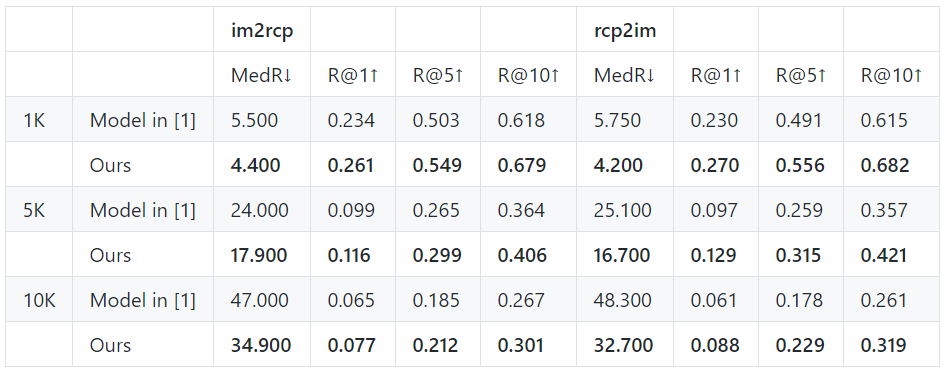 im2rcp rcp2im
MedR↓ R@1↑ R@5↑ R@10↑ MedR↓ R@1↑ R@5↑ R@10↑
1K Model in [1] 5.500 0.234 0.503 0.618 5.750 0.230 0.491 0.615
Ours 4.400 0.261 0.549 0.679 4.200 0.270 0.556 0.682
5K Model in [1] 24.000 0.099 0.265 0.364 25.100 0.097 0.259 0.357
Ours 17.900 0.116 0.299 0.406 16.700 0.129 0.315 0.421
10K Model in [1] 47.000 0.065 0.185 0.267 48.300 0.061 0.178 0.261
Ours 34.900 0.077 0.212 0.301 32.700 0.088 0.229 0.319